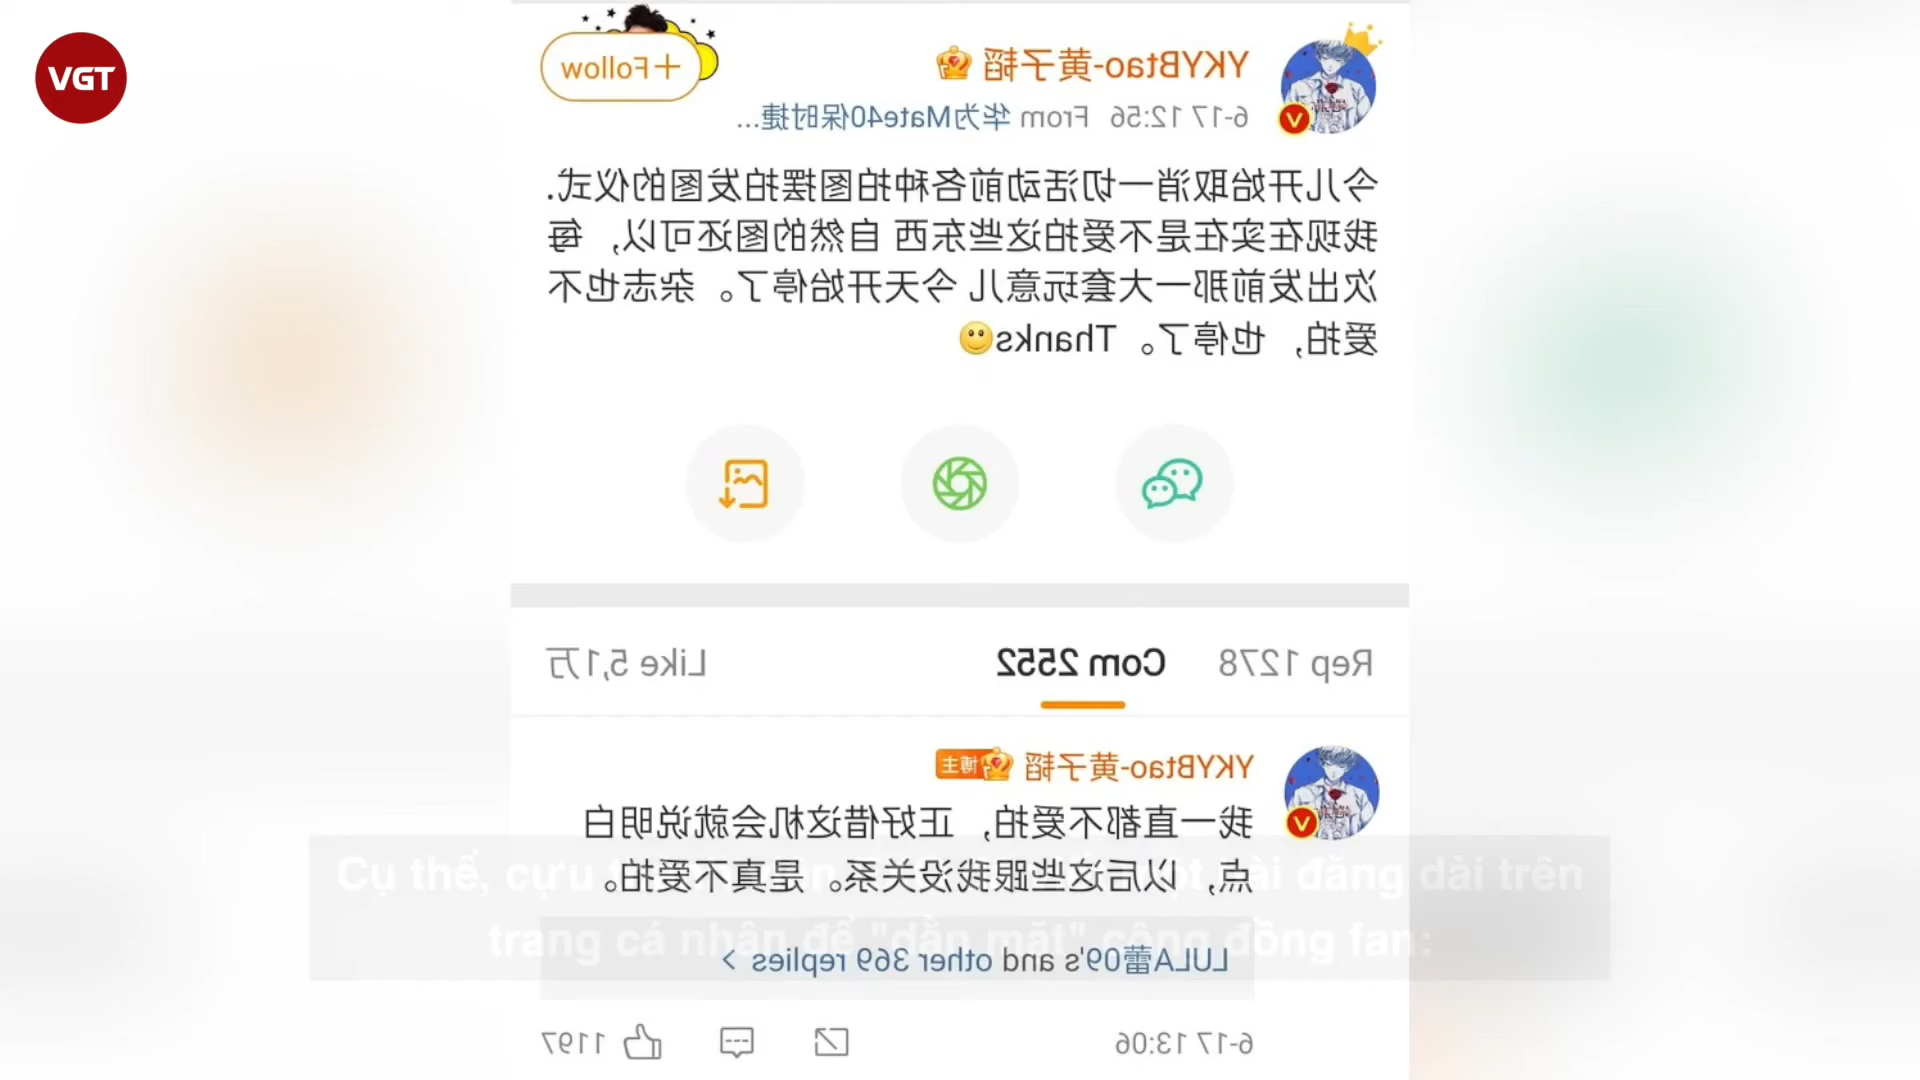 VGT
YKYBtao-黄子韬
+Follow
6-17 12:56 From 华为Mate40保时捷...
今儿开始取消一切活动前各种拍图摆拍发图的仪式.
我现在实在是不爱拍这些东西 自然的图还可以，每
次出发前那一大套玩意儿 今天开始停了。杂志也不
爱拍，也停了。Thanks
Rep 1278 Com 2552 Like 5,1万
YKYBtao-黄子韬 博主
我一直都不爱拍，正好借这机会就说明白
点，以后这些跟我没关系。是真不爱拍。
Cụ thể, cựu đăng dài trên
trang cá nhân để "dằn mặt" cộng đồng fan:
LULA蕾09's and other 369 replies >
6-17 13:06 1197